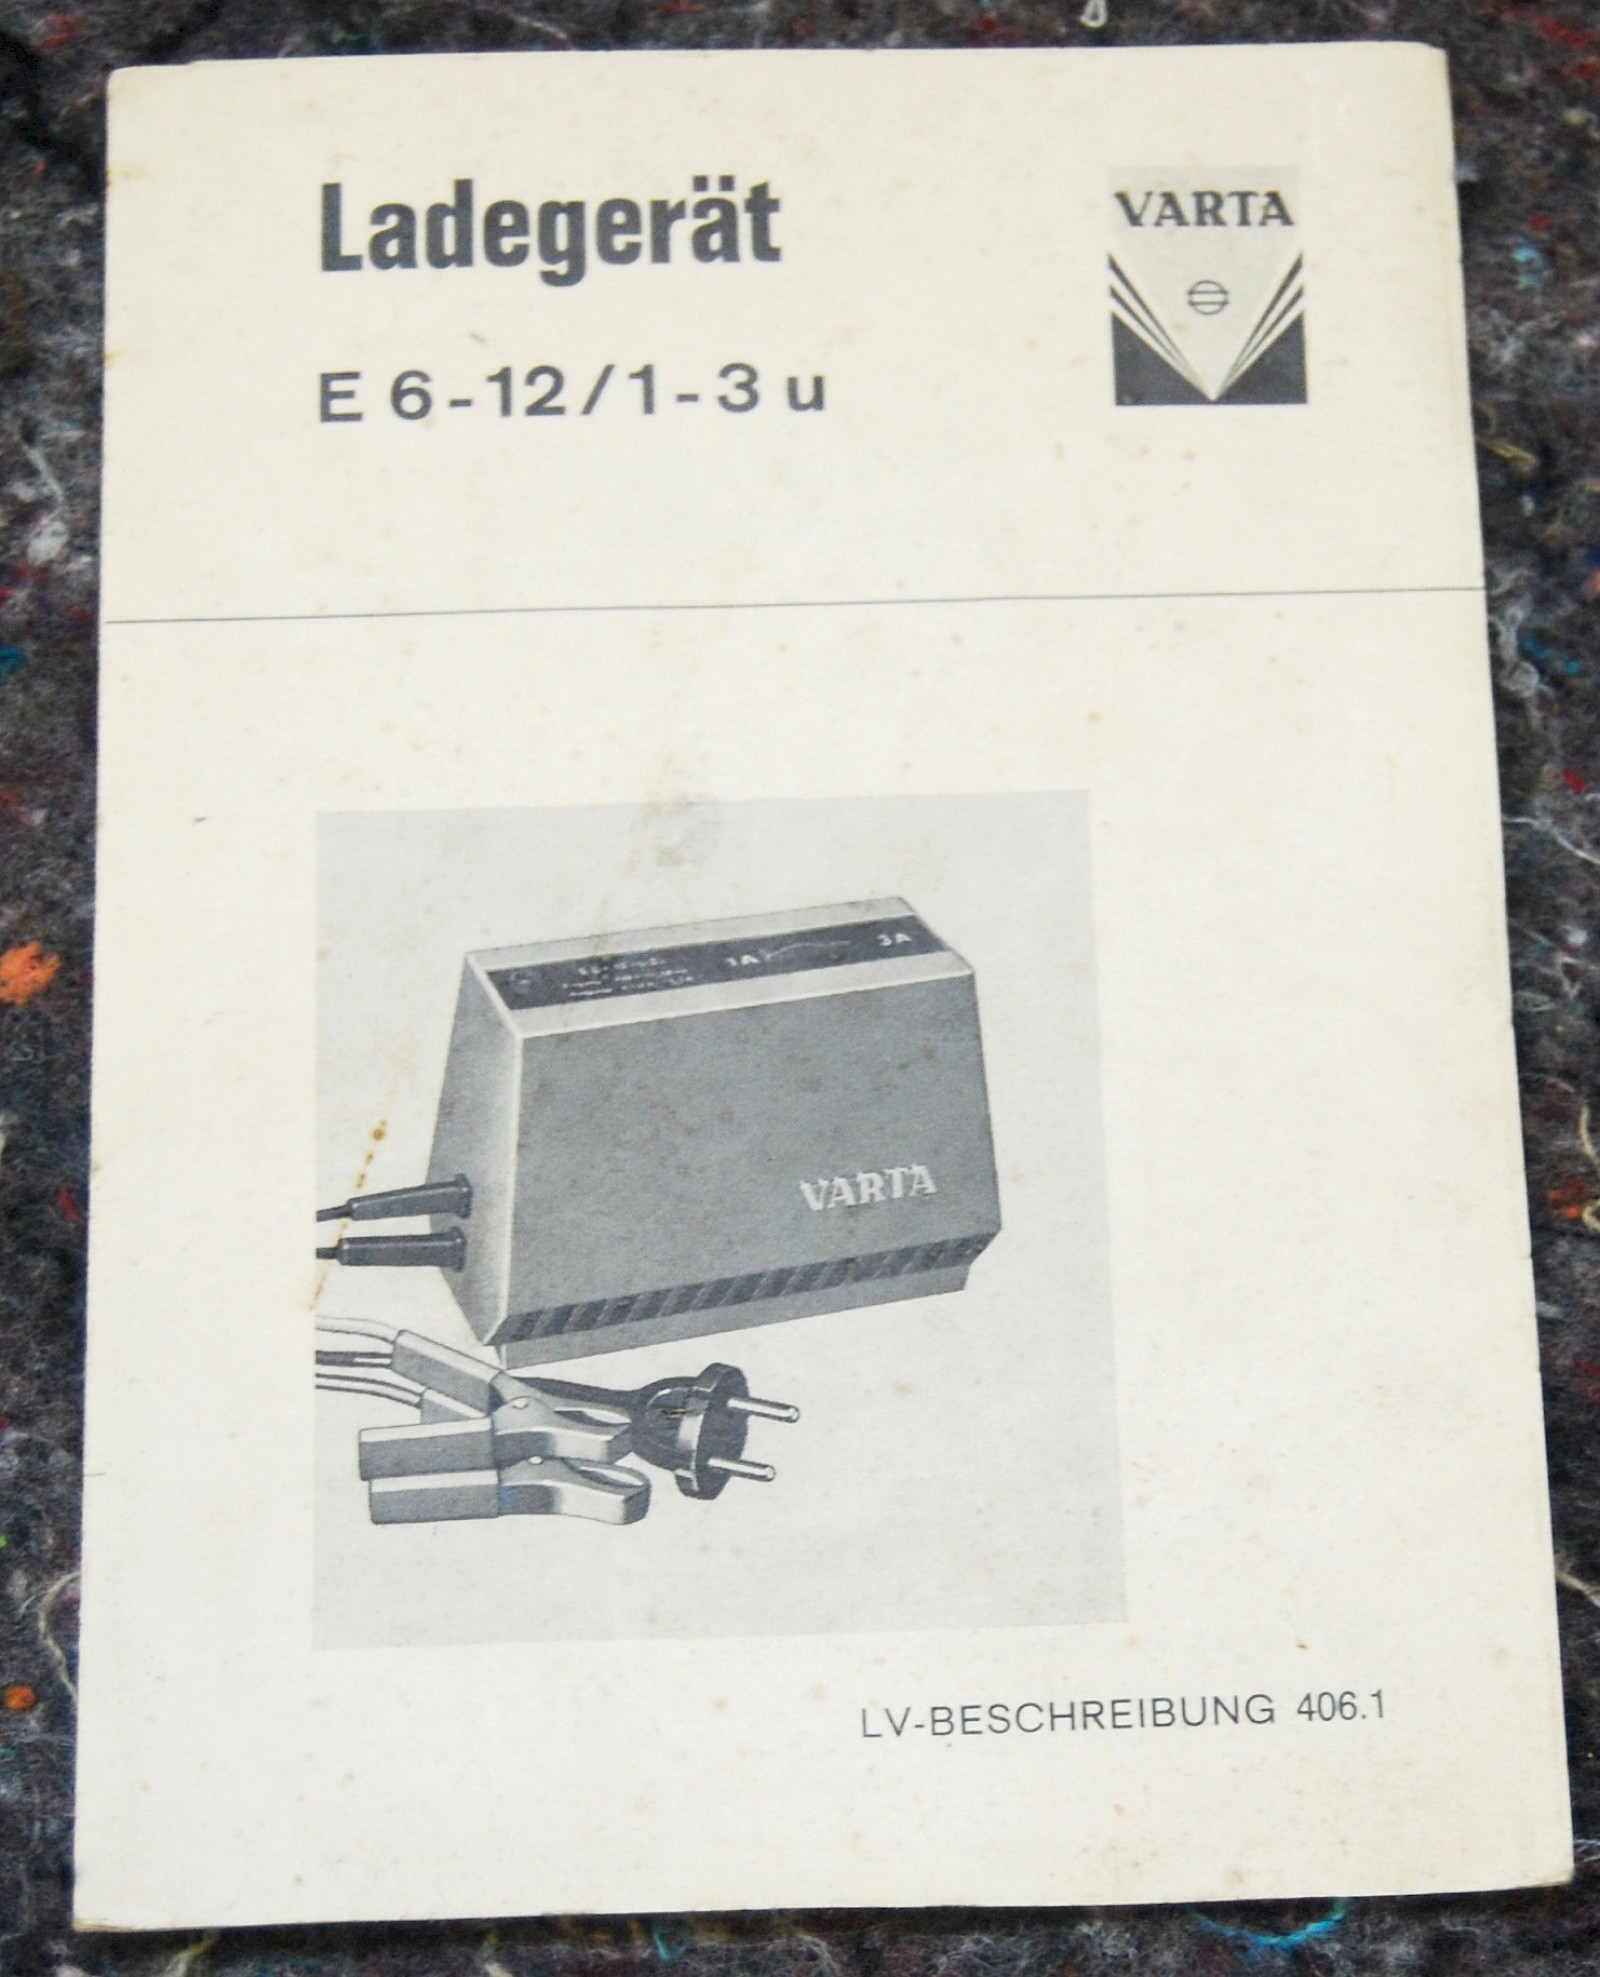 Ladegerät
VARTA
E 6-12/1-3 u
1A
3A
VARTA
LV-BESCHREIBUNG 406.1